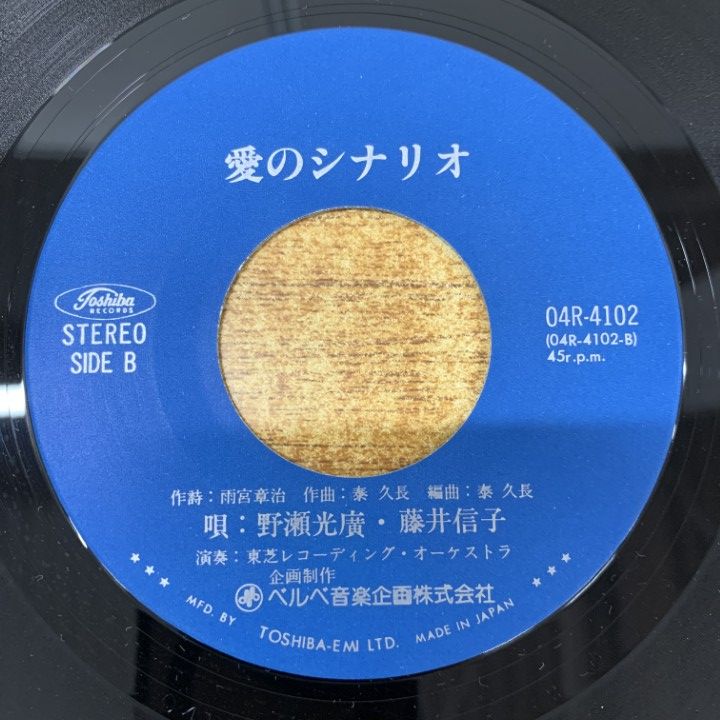 愛のシナリオ
Toshiba
RECORDS
STEREO
SIDE B
04R-4102
(04R-4102-B)
45r.p.m.
作詩：雨宮章治 作曲：泰 久長 編曲：泰 久長
唄：野瀬光廣・藤井信子
演奏：東芝レコーディング・オーケストラ
企画制作
ベルベ音楽企画株式会社
★★★ MFD. BY TOSHIBA-EMI LTD. MADE IN JAPAN ★★★